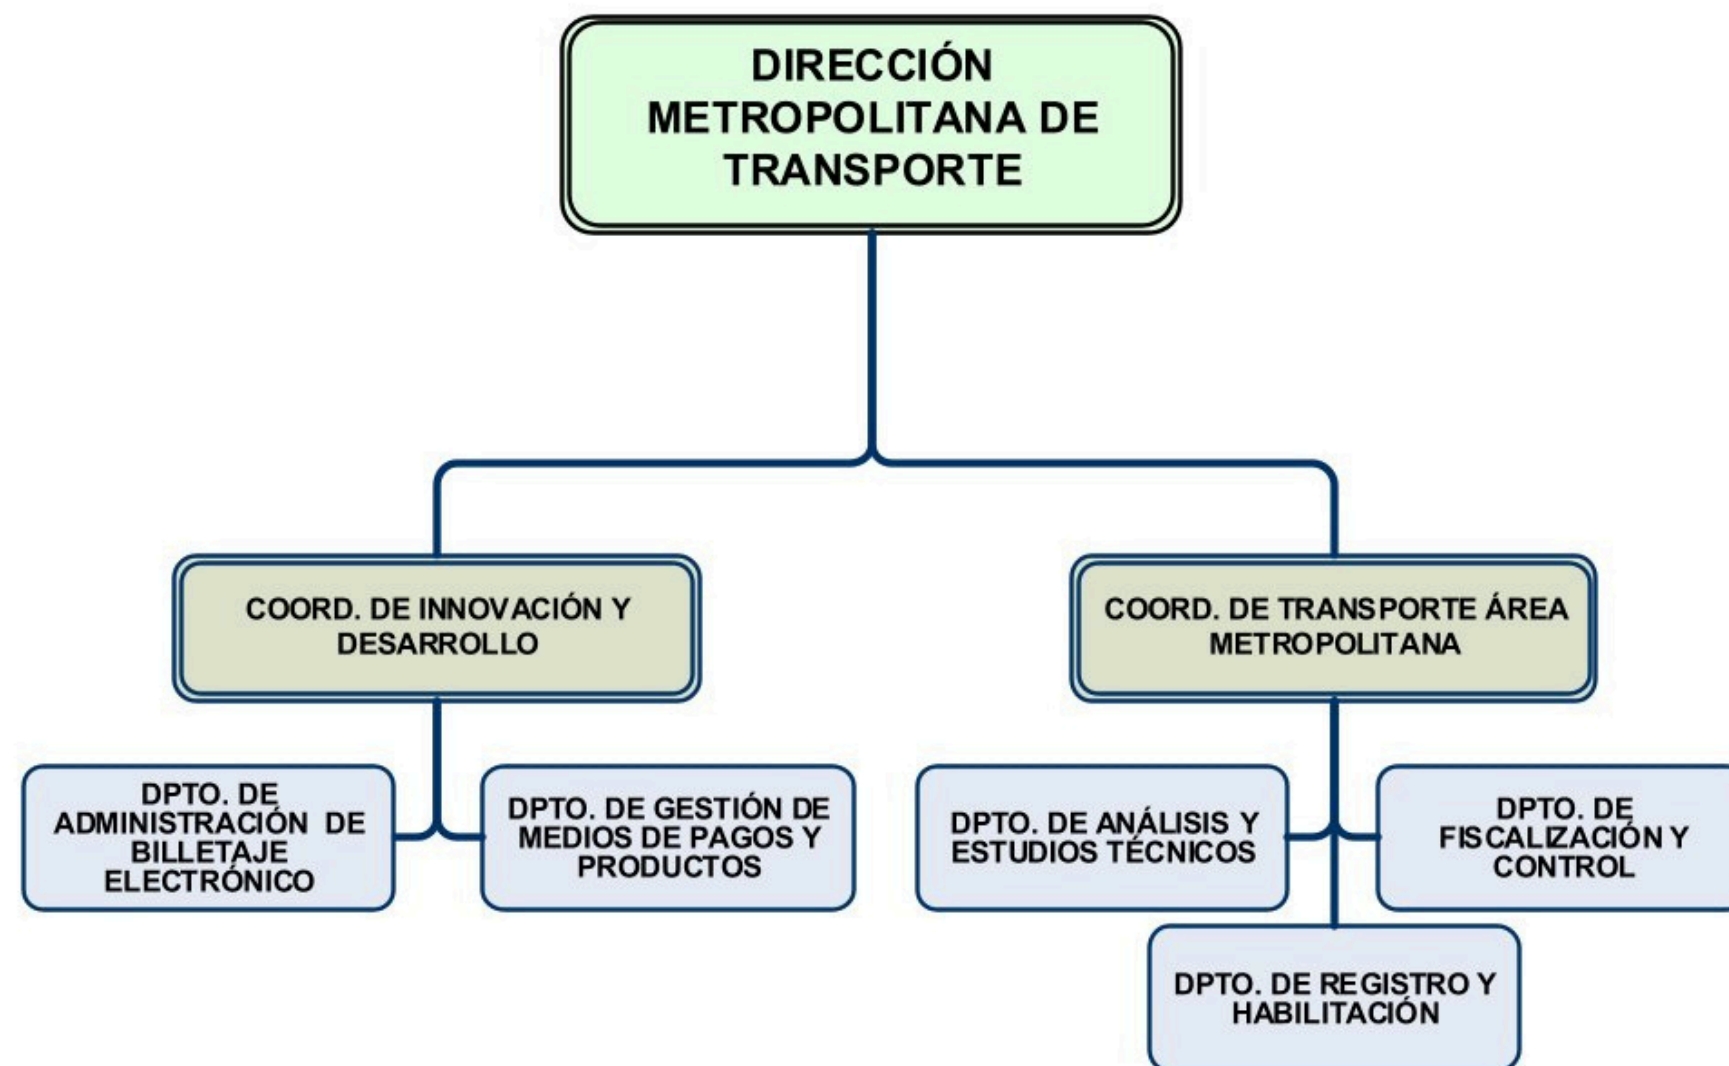 DIRECCIÓN
METROPOLITANA DE
TRANSPORTE
COORD. DE INNOVACIÓN Y
DESARROLLO
COORD. DE TRANSPORTE ÁREA
METROPOLITANA
DPTO. DE
ADMINISTRACIÓN DE
BILLETAJE
ELECTRÓNICO
DPTO. DE GESTIÓN DE
MEDIOS DE PAGOS Y
PRODUCTOS
DPTO. DE ANÁLISIS Y
ESTUDIOS TÉCNICOS
DPTO. DE
FISCALIZACIÓN Y
CONTROL
DPTO. DE REGISTRO Y
HABILITACIÓN